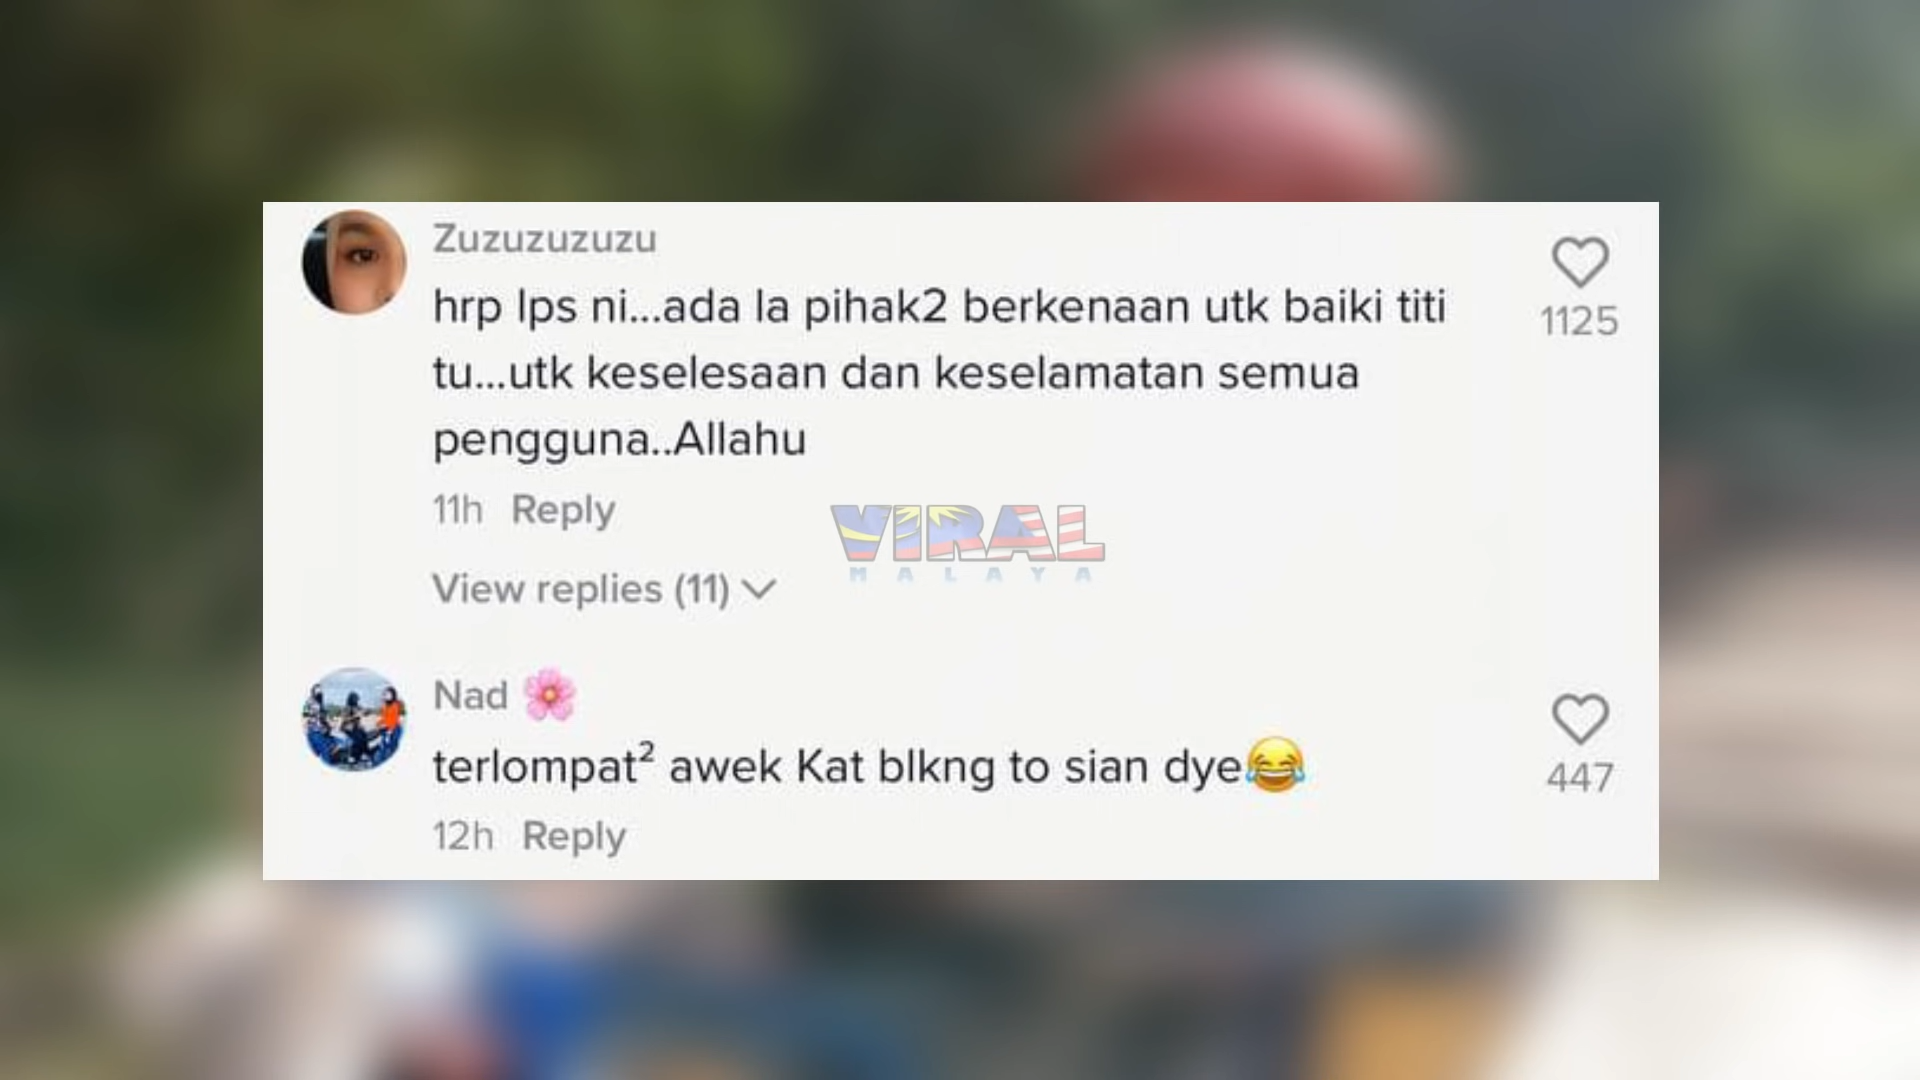 Zuzuzuzuzu
hrp lps ni...ada la pihak2 berkenaan utk baiki titi
tu...utk keselesaan dan keselamatan semua
pengguna..Allahu
1125
11h Reply
View replies (11)
VIRAL
MALAYA
Nad 🌸
terlompat² awek Kat blkng to sian dye😂
447
12h Reply